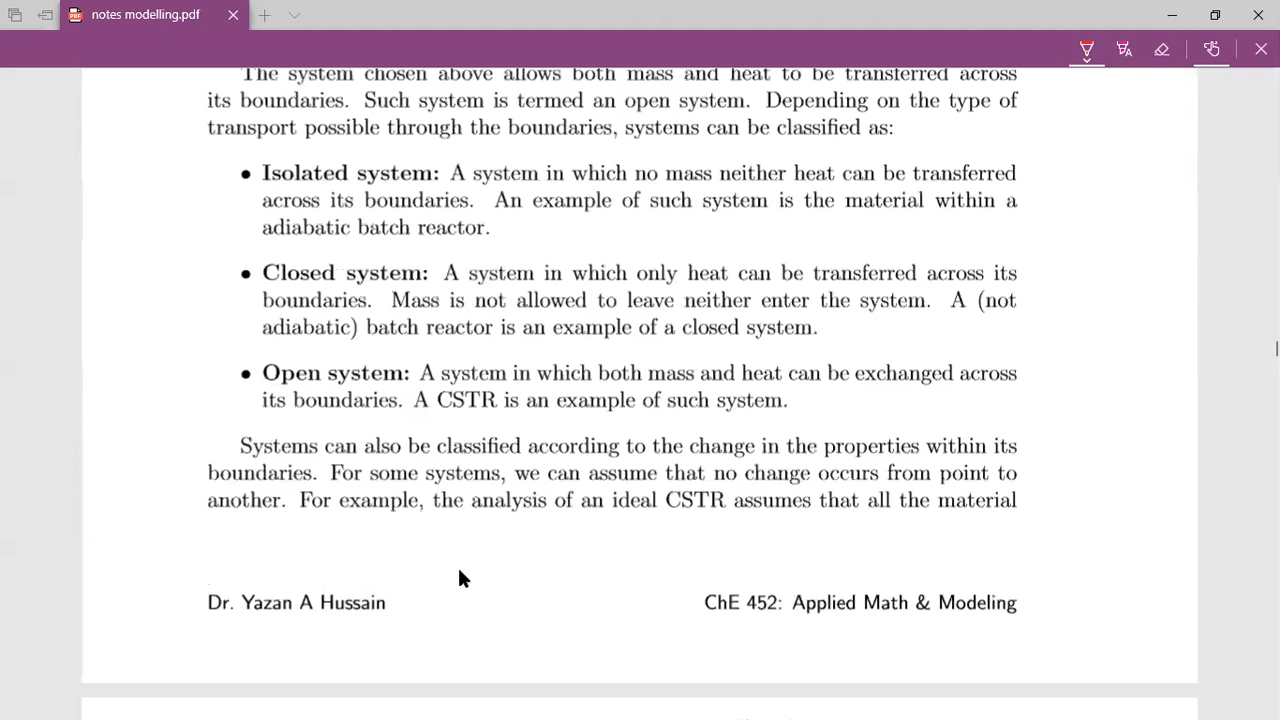 notes modelling.pdf
The system chosen above allows both mass and heat to be transferred across
its boundaries. Such system is termed an open system. Depending on the type of
transport possible through the boundaries, systems can be classified as:
• Isolated system: A system in which no mass neither heat can be transferred
across its boundaries. An example of such system is the material within a
adiabatic batch reactor.
• Closed system: A system in which only heat can be transferred across its
boundaries. Mass is not allowed to leave neither enter the system. A (not
adiabatic) batch reactor is an example of a closed system.
• Open system: A system in which both mass and heat can be exchanged across
its boundaries. A CSTR is an example of such system.
Systems can also be classified according to the change in the properties within its
boundaries. For some systems, we can assume that no change occurs from point to
another. For example, the analysis of an ideal CSTR assumes that all the material
Dr. Yazan A Hussain
ChE 452: Applied Math & Modeling